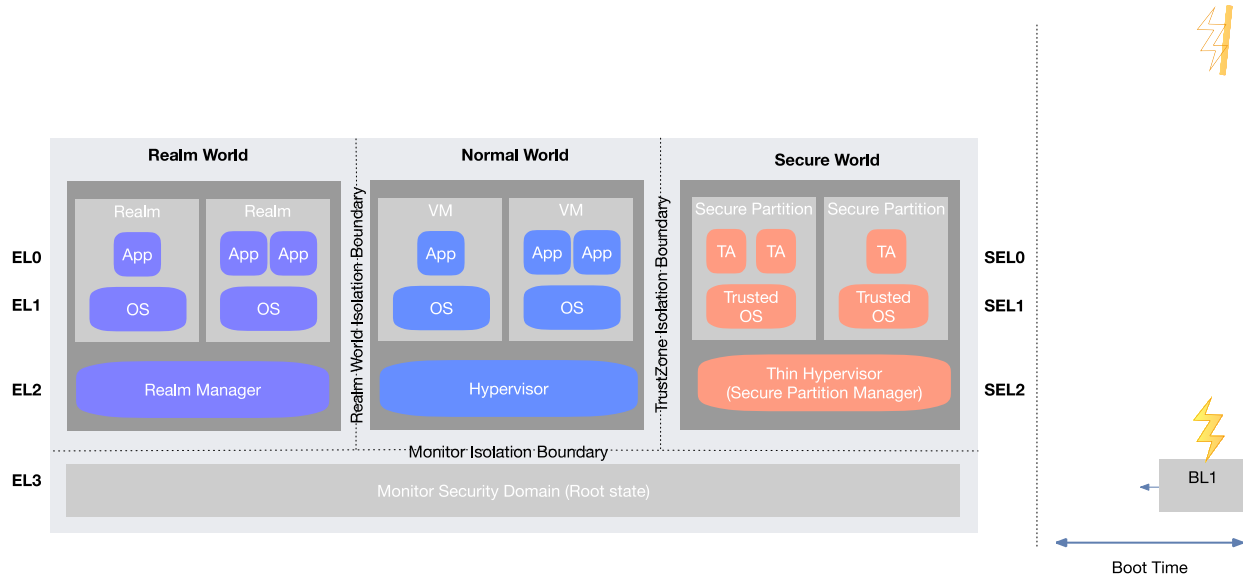 Realm World
Normal World
Secure World
Realm
Realm
VM
VM
Secure Partition
Secure Partition
EL0
App
App
App
App
App
App
TA
TA
TA
SEL0
EL1
OS
OS
OS
OS
Trusted
OS
Trusted
OS
SEL1
EL2
Realm Manager
Hypervisor
Thin Hypervisor
(Secure Partition Manager)
SEL2
Realm World Isolation Boundary
TrustZone Isolation Boundary
Monitor Isolation Boundary
EL3
Monitor Security Domain (Root state)
BL1
Boot Time